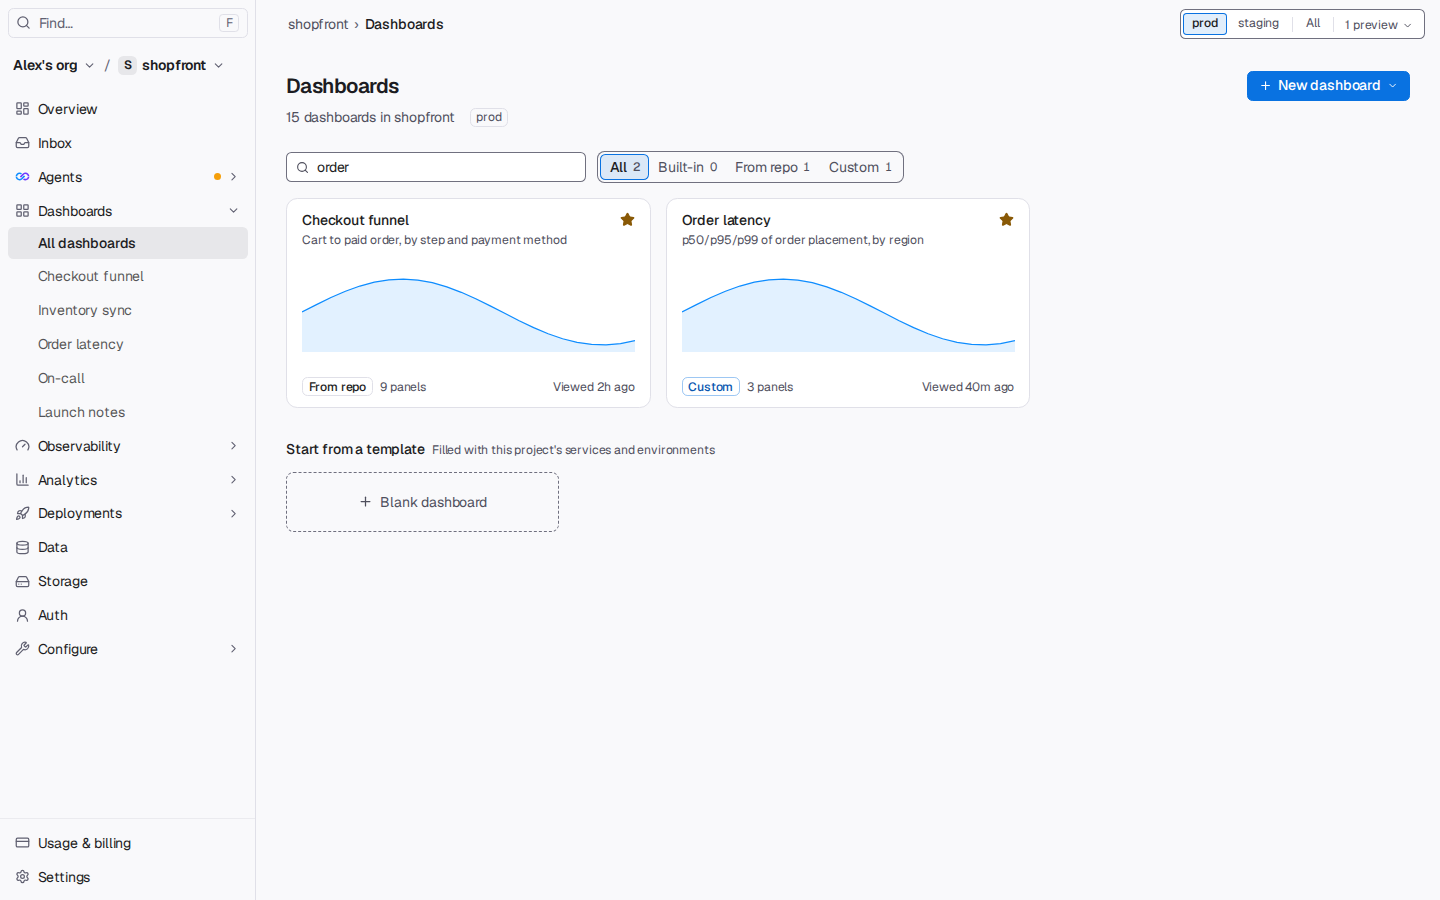 Find...
F
Alex's org / S shopfront
Overview
Inbox
Agents
Dashboards
All dashboards
Checkout funnel
Inventory sync
Order latency
On-call
Launch notes
Observability
Analytics
Deployments
Data
Storage
Auth
Configure
Usage & billing
Settings
shopfront › Dashboards
prod staging All 1 preview
Dashboards
New dashboard
15 dashboards in shopfront prod
order
All 2 Built-in 0 From repo 1 Custom 1
Checkout funnel
Cart to paid order, by step and payment method
From repo 9 panels Viewed 2h ago
Order latency
p50/p95/p99 of order placement, by region
Custom 3 panels Viewed 40m ago
Start from a template Filled with this project's services and environments
Blank dashboard